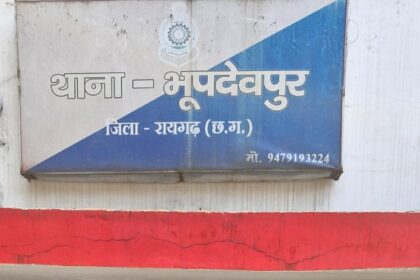 थाना - भूपदेवपुर
जिला - रायगढ़ (छ.ग.)
मो. 9479193224